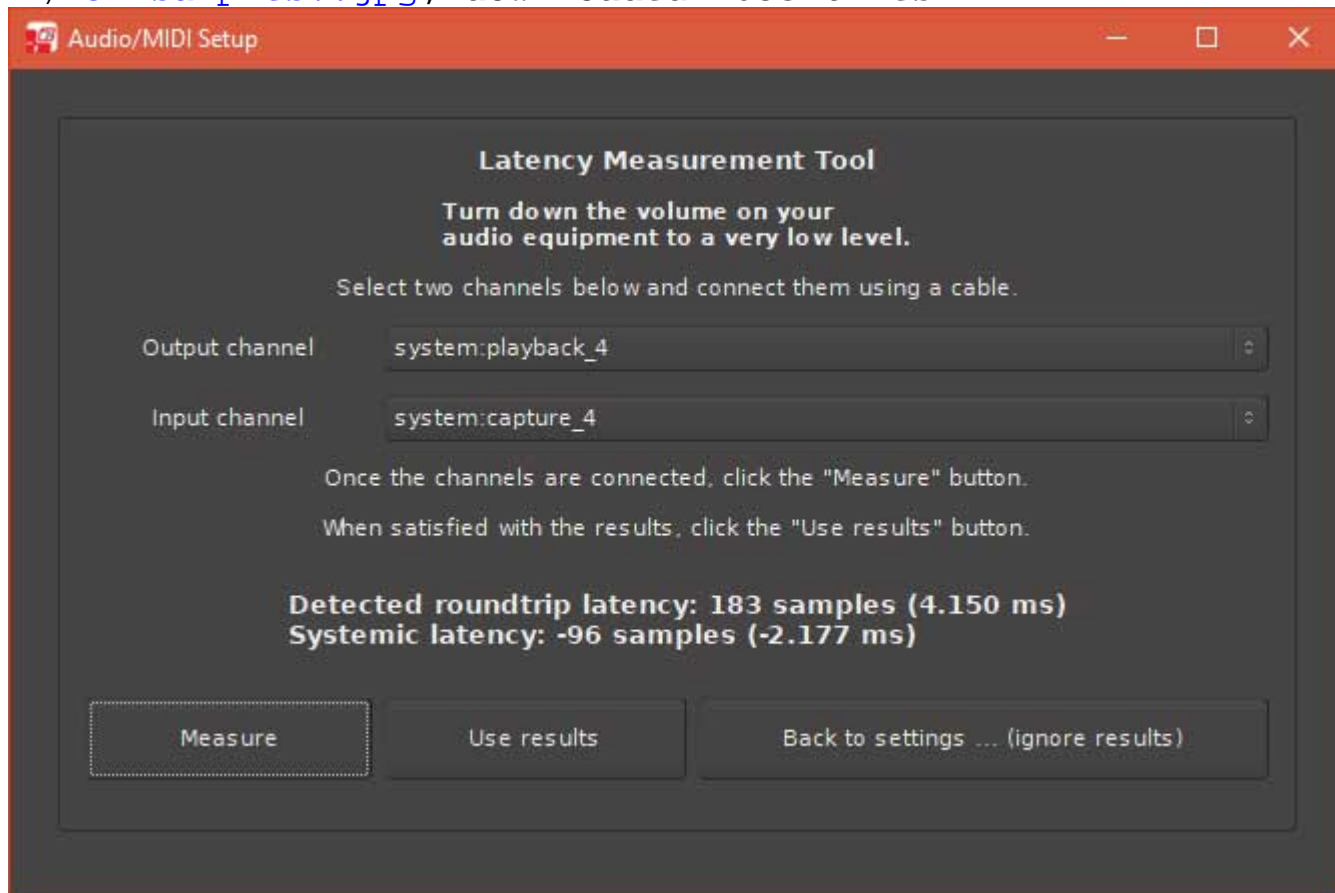 Audio/MIDI Setup
Latency Measurement Tool
Turn down the volume on your
audio equipment to a very low level.
Select two channels below and connect them using a cable.
Output channel system:playback_4
Input channel system:capture_4
Once the channels are connected, click the "Measure" button.
When satisfied with the results, click the "Use results" button.
Detected roundtrip latency: 183 samples (4.150 ms)
Systemic latency: -96 samples (-2.177 ms)
Measure Use results Back to settings ... (ignore results)